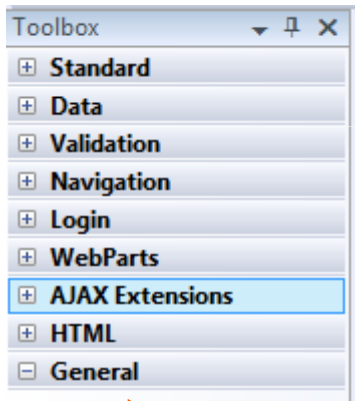 Toolbox
Standard
Data
Validation
Navigation
Login
WebParts
AJAX Extensions
HTML
General